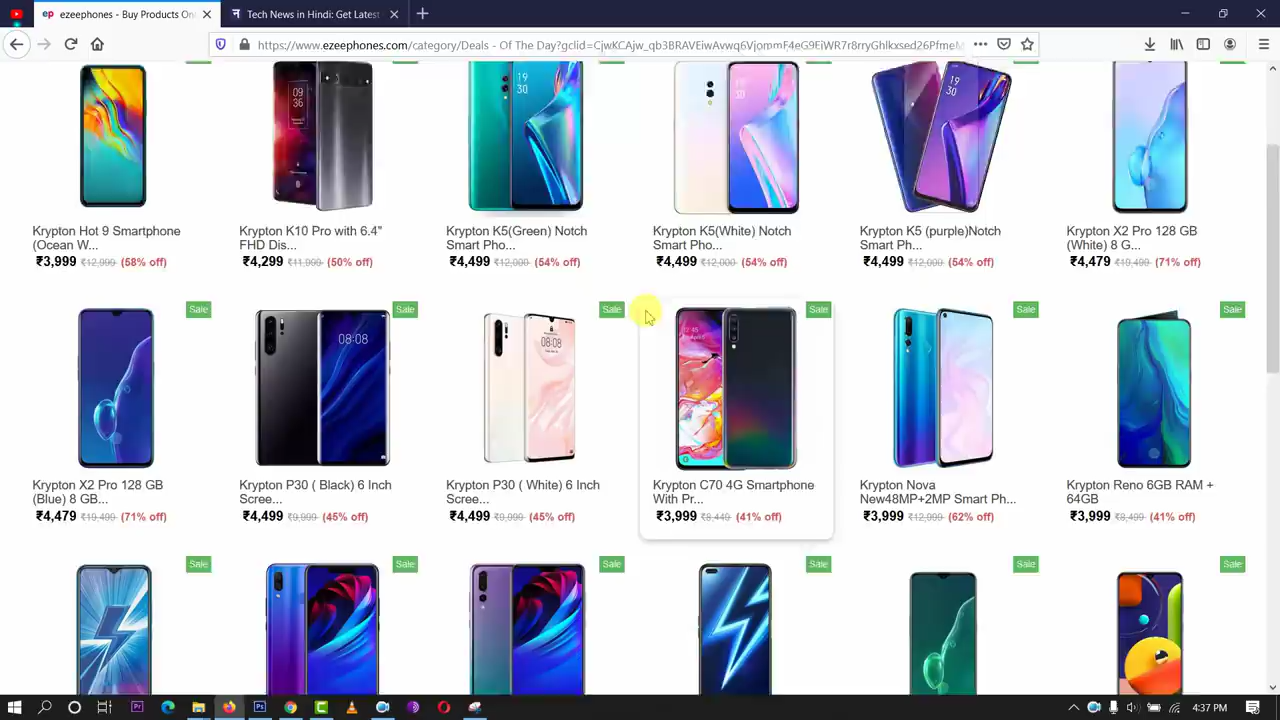 ezeephones - Buy Products On
Tech News in Hindi: Get Latest
https://www.ezeephones.com/category/Deals - Of The Day?gclid=
Krypton Hot 9 Smartphone
(Ocean W...
₹3,999 ₹12,999 (58% off)
Krypton K10 Pro with 6.4"
FHD Dis...
₹4,299 ₹11,999 (50% off)
Krypton K5(Green) Notch
Smart Pho...
₹4,499 ₹12,000 (54% off)
Krypton K5(White) Notch
Smart Pho...
₹4,499 ₹12,000 (54% off)
Krypton K5 (purple)Notch
Smart Ph...
₹4,499 ₹12,000 (54% off)
Krypton X2 Pro 128 GB
(White) 8 G...
₹4,479 ₹19,499 (71% off)
Sale
Sale
Sale
Sale
Sale
Sale
08:08
08:08
Krypton X2 Pro 128 GB
(Blue) 8 GB...
₹4,479 ₹19,499 (71% off)
Krypton P30 ( Black) 6 Inch
Scree...
₹4,499 ₹9,999 (45% off)
Krypton P30 ( White) 6 Inch
Scree...
₹4,499 ₹9,999 (45% off)
Krypton C70 4G Smartphone
With Pr...
₹3,999 ₹8,449 (41% off)
Krypton Nova
New48MP+2MP Smart Ph...
₹3,999 ₹12,999 (62% off)
Krypton Reno 6GB RAM +
64GB
₹3,999 ₹8,499 (41% off)
Sale
Sale
Sale
Sale
Sale
Sale
4:37 PM